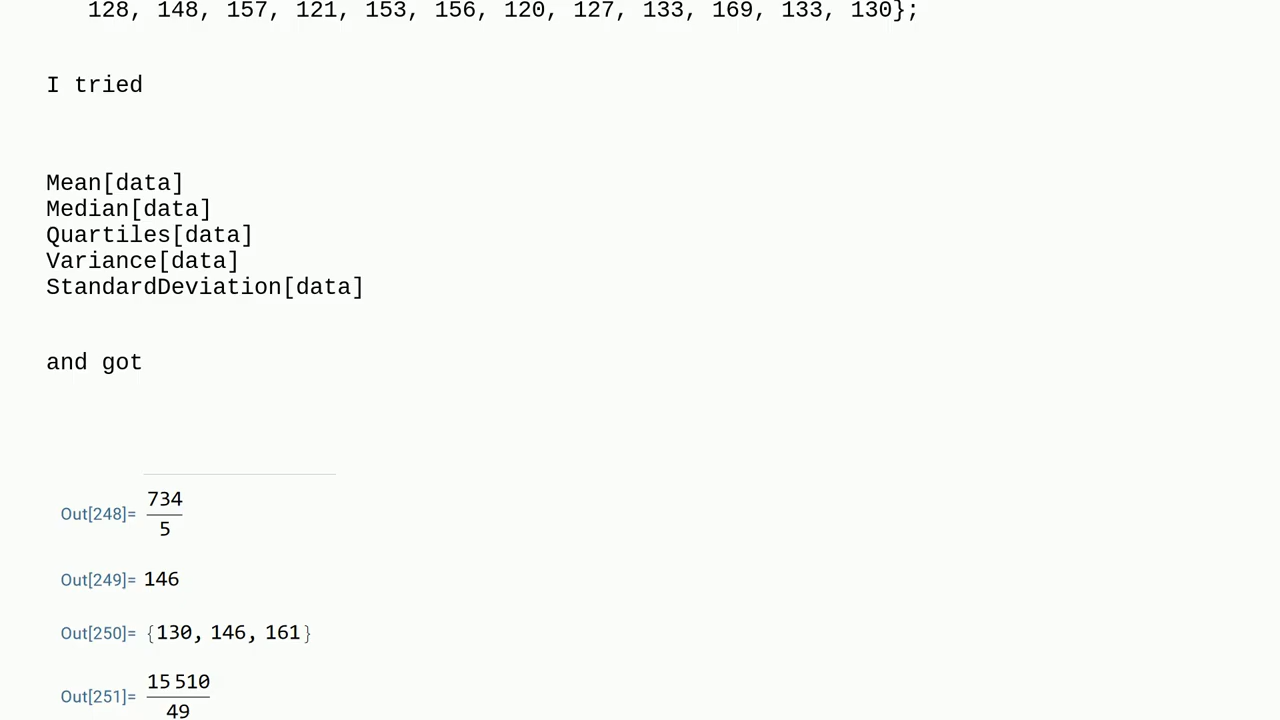 128, 148, 157, 121, 153, 156, 120, 127, 133, 169, 133, 130};
I tried
Mean[data]
Median[data]
Quartiles[data]
Variance[data]
StandardDeviation[data]
and got
Out[248]= 734/5
Out[249]= 146
Out[250]= {130, 146, 161}
Out[251]= 15510/49